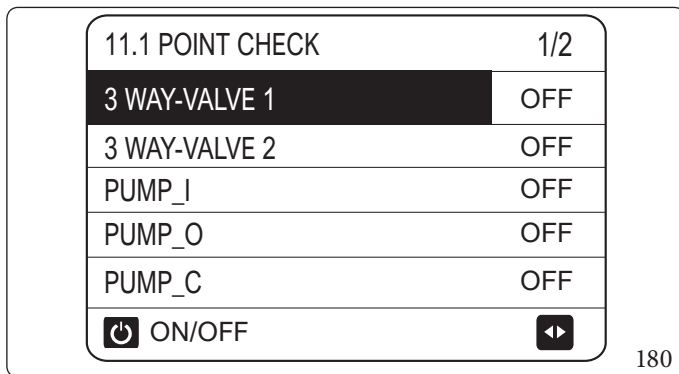 11.1 POINT CHECK 1/2
3 WAY-VALVE 1 OFF
3 WAY-VALVE 2 OFF
PUMP_I OFF
PUMP_O OFF
PUMP_C OFF
ON/OFF
180